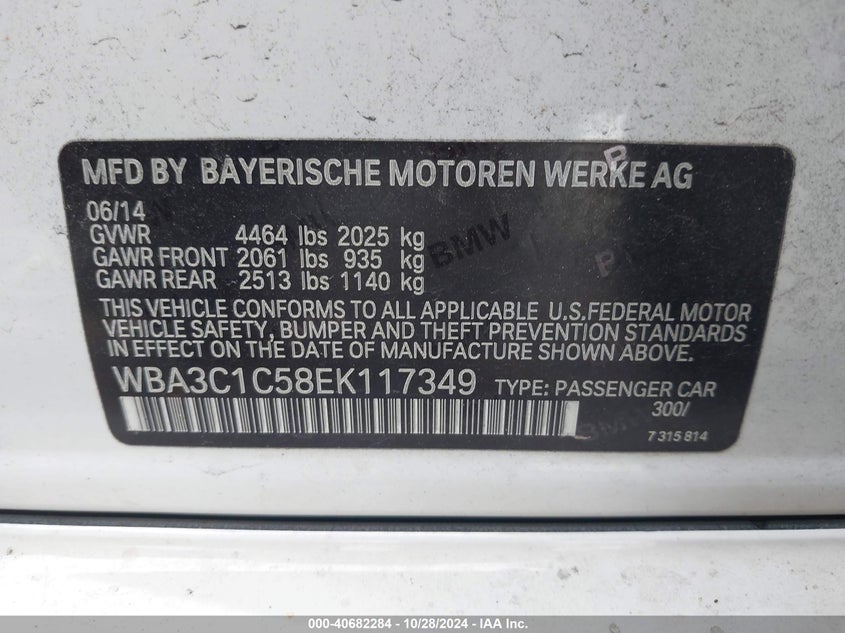 MFD BY BAYERISCHE MOTOREN WERKE AG
06/14
GVWR 4464 lbs 2025 kg
GAWR FRONT 2061 lbs 935 kg
GAWR REAR 2513 lbs 1140 kg
THIS VEHICLE CONFORMS TO ALL APPLICABLE U.S.FEDERAL MOTOR
VEHICLE SAFETY, BUMPER AND THEFT PREVENTION STANDARDS
IN EFFECT ON THE DATE OF MANUFACTURE SHOWN ABOVE.
WBA3C1C58EK117349 TYPE: PASSENGER CAR
300/
7315814
BMW
000-40682284 | 10/28/2024 | IAA Inc.